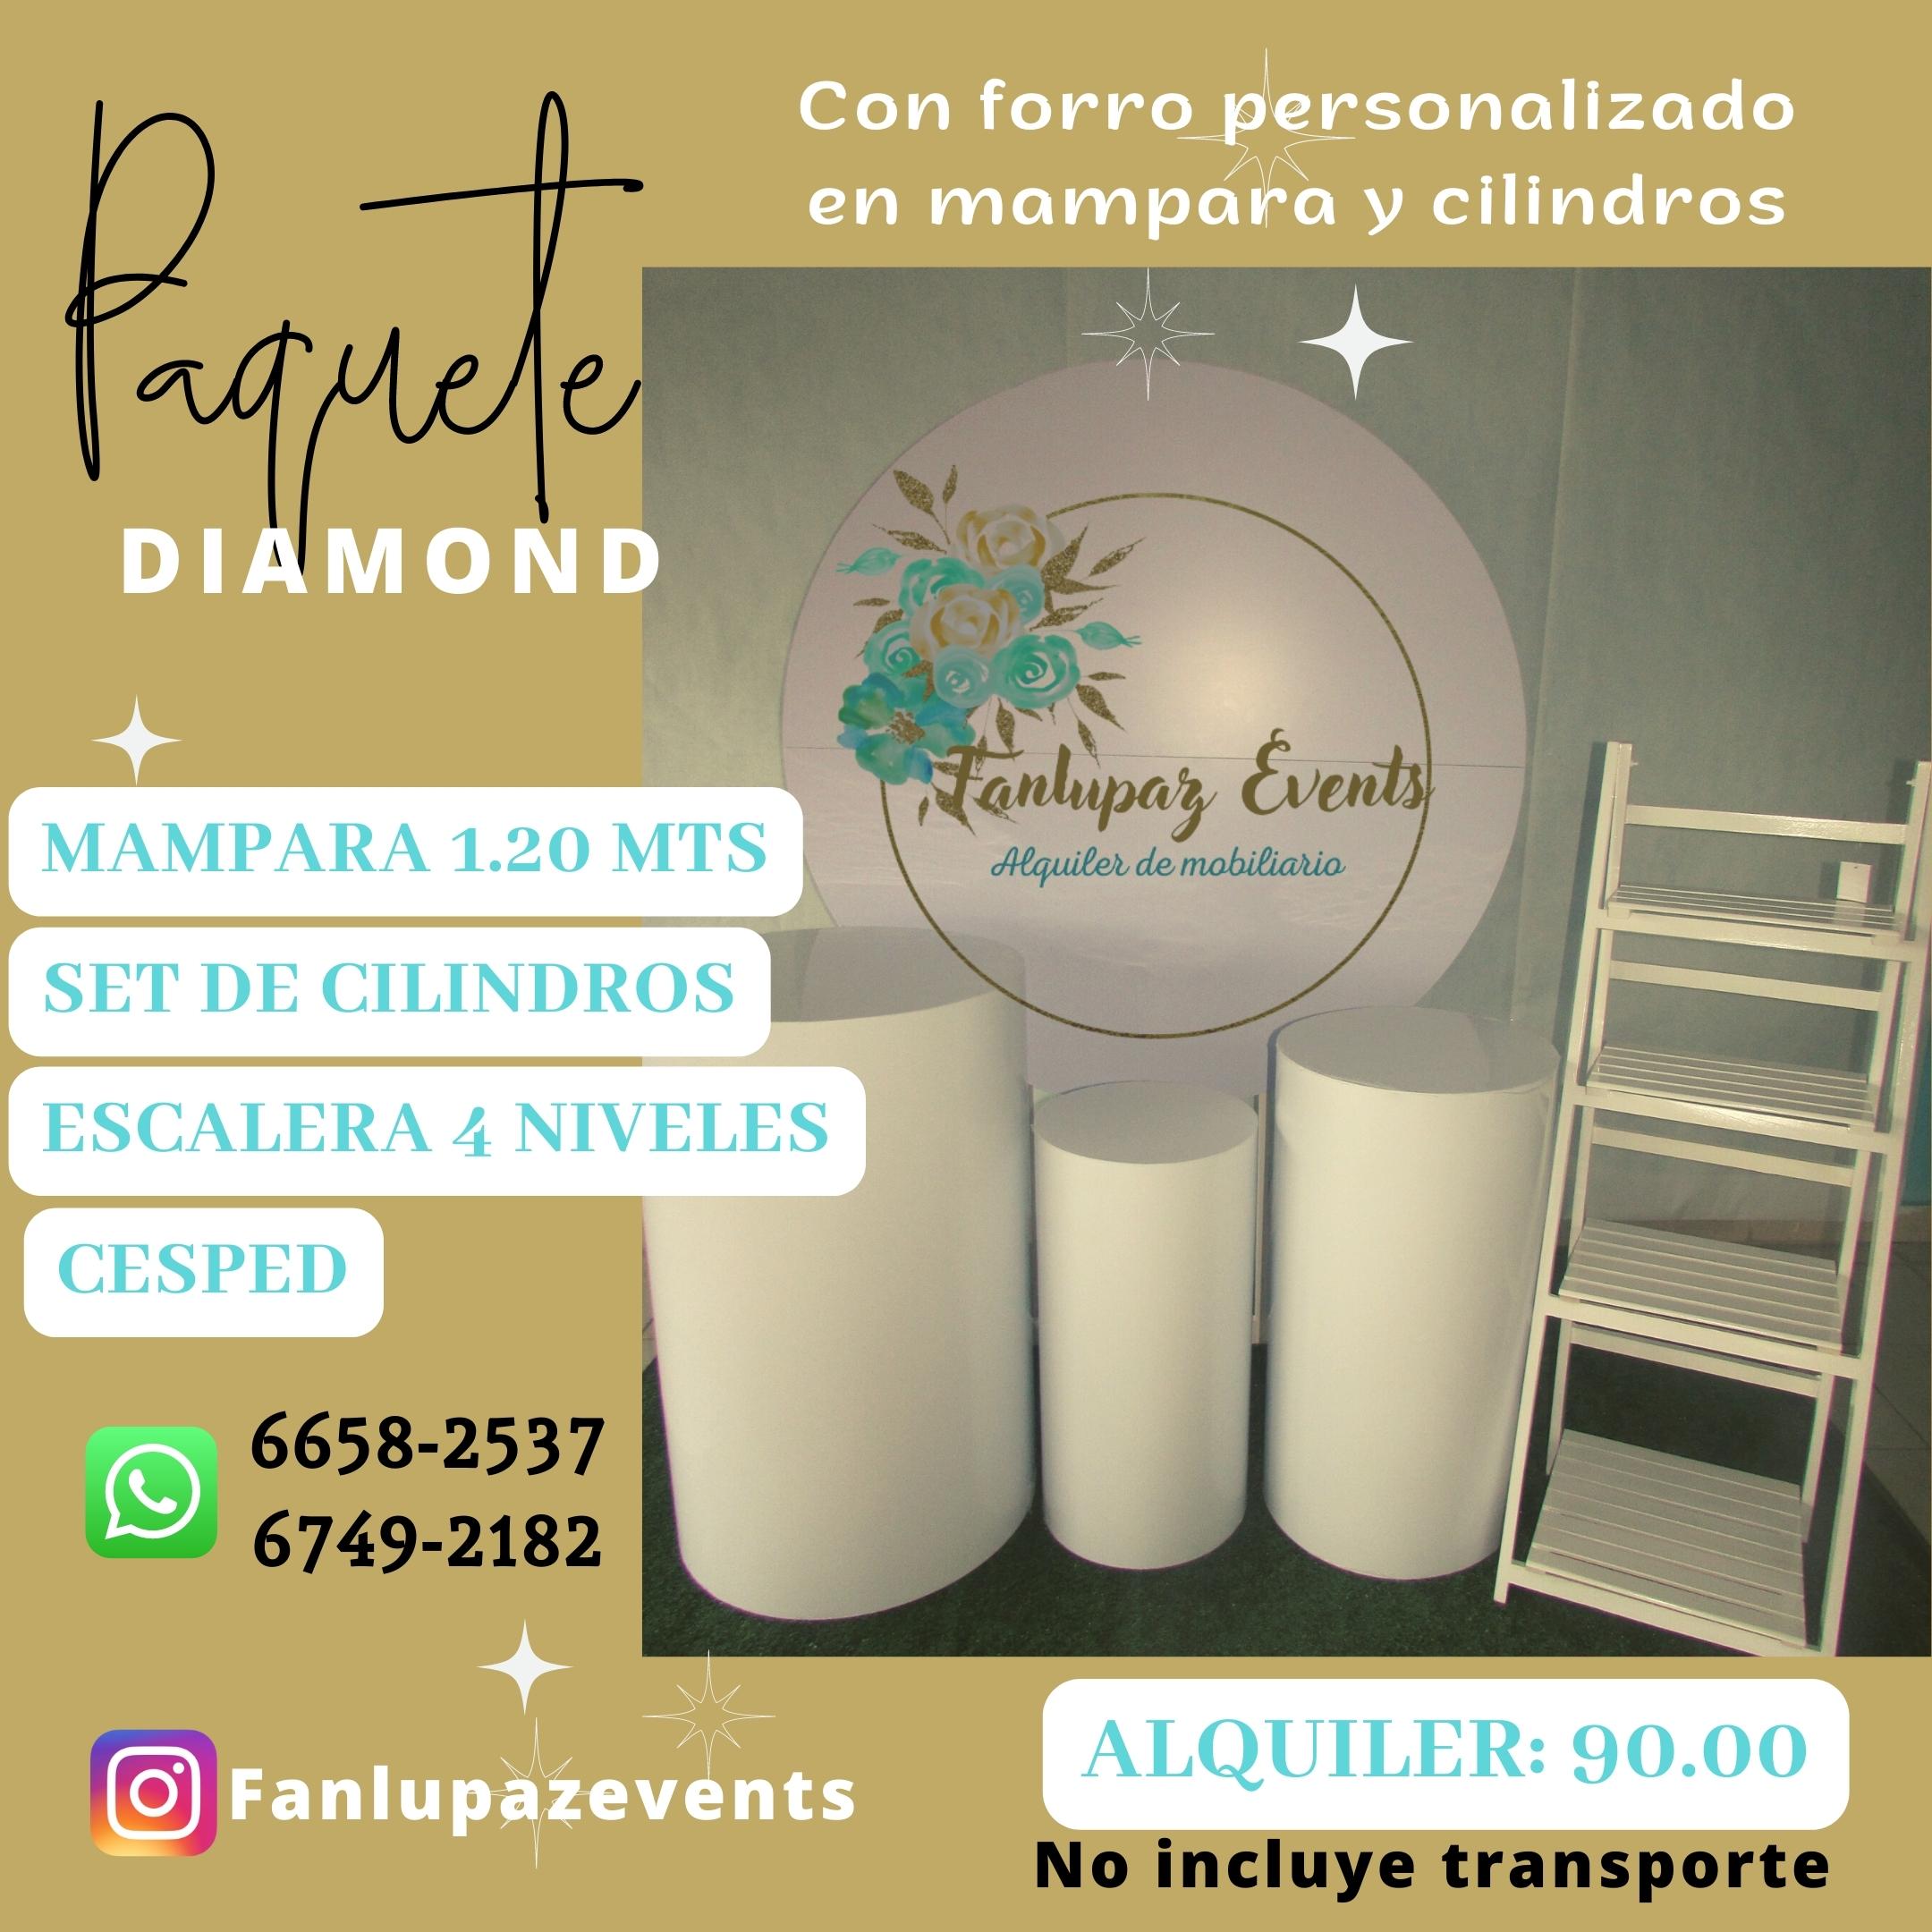 Paquete
DIAMOND
Con forro personalizado
en mampara y cilindros
Fanlupaz Events
Alquiler de mobiliario
MAMPARA 1.20 MTS
SET DE CILINDROS
ESCALERA 4 NIVELES
CESPED
6658-2537
6749-2182
Fanlupazevents
ALQUILER: 90.00
No incluye transporte